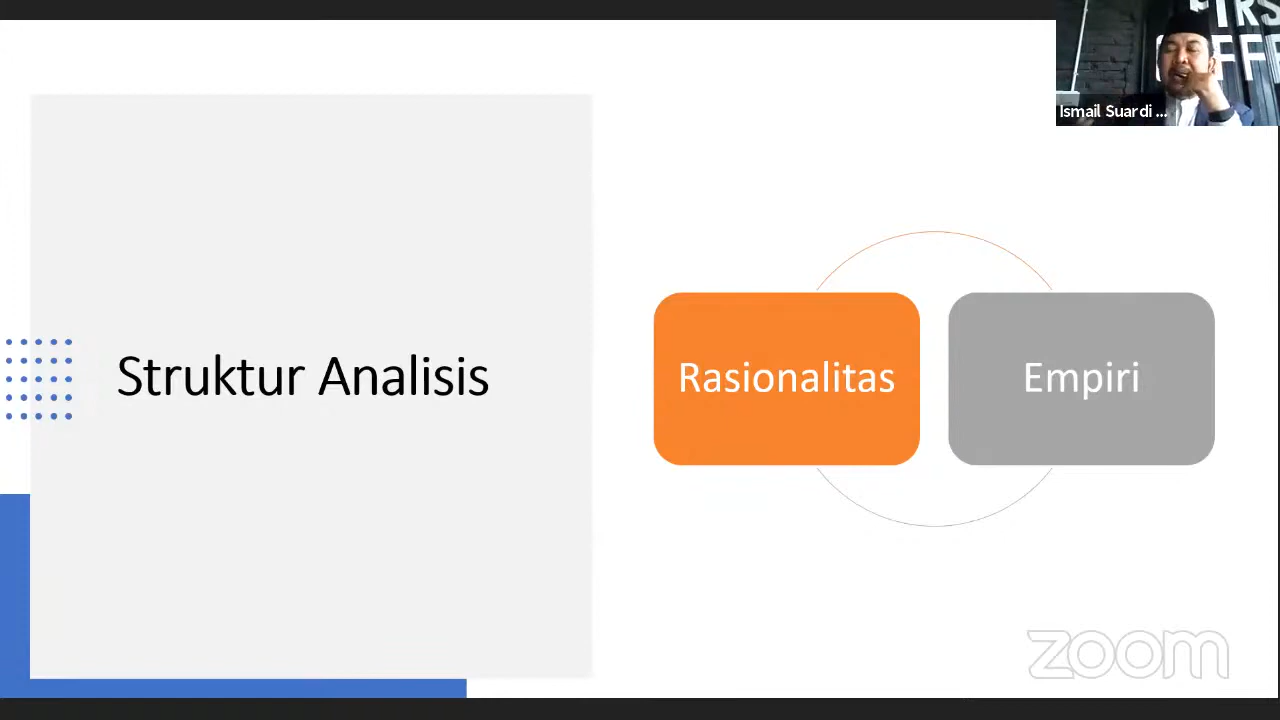 Struktur Analisis
Rasionalitas
Empiri
Ismail Suardi ...
zoom